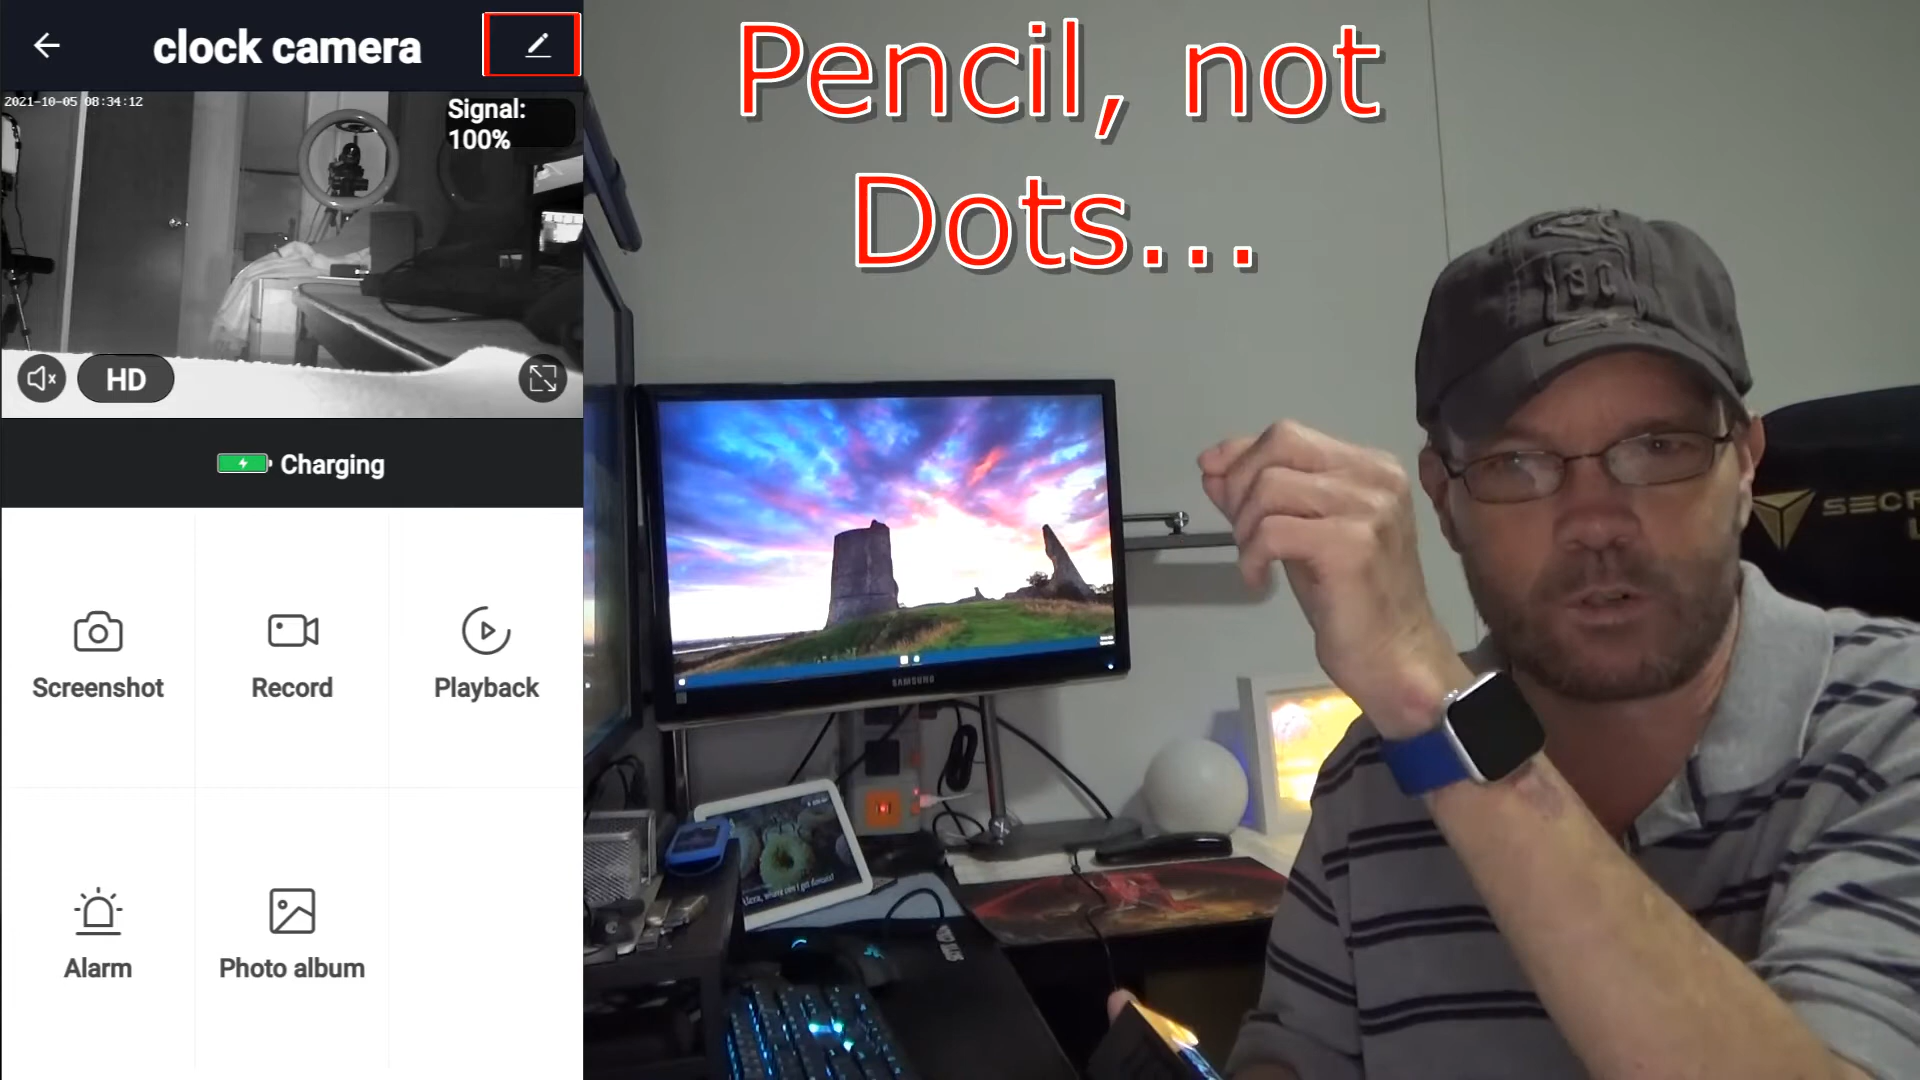 clock camera
Pencil, not
Dots...
2021-10-05 08:34:12
Signal:
100%
HD
Charging
Screenshot
Record
Playback
Alarm
Photo album
SAMSUNG